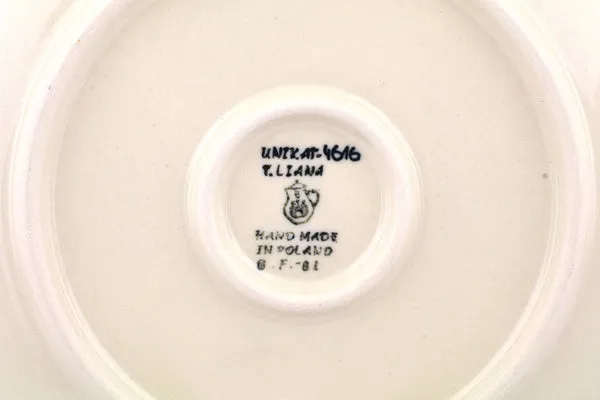 UNIKAT-4616
T.LIANA
HAND MADE
IN POLAND
G.F.-81